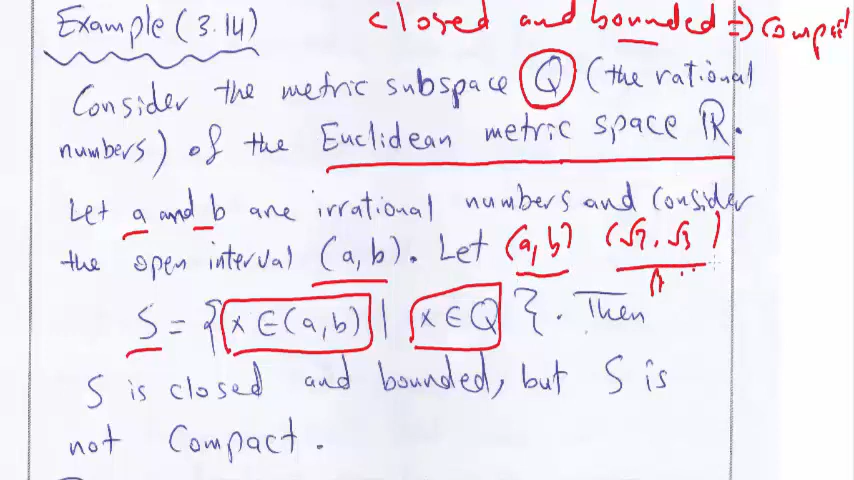 Example (3.14)
closed and bounded => Compact
Consider the metric subspace Q (the rational
numbers) of the Euclidean metric space R.
Let a and b are irrational numbers and consider
the open interval (a,b). Let (a,b) (√2, √3)
S = {x ∈ (a,b) | x ∈ Q}. Then
S is closed and bounded, but S is
not Compact.